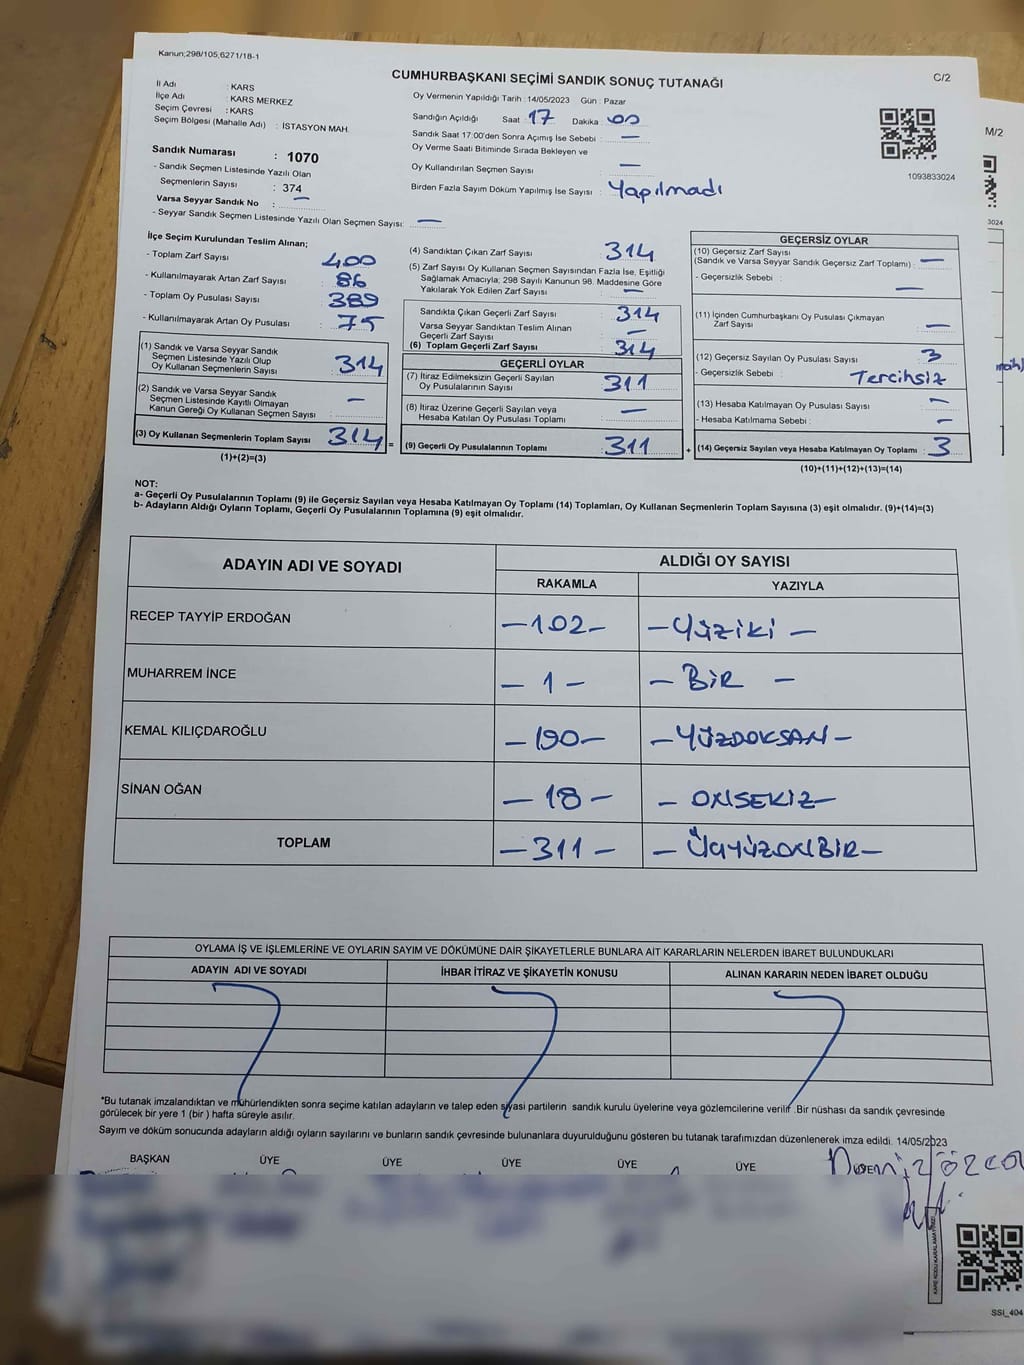 Kanun;298/105,6271/18-1
C/2
CUMHURBAŞKANI SEÇİMİ SANDIK SONUÇ TUTANAĞI
İl Adı : KARS
İlçe Adı : KARS MERKEZ
Seçim Çevresi : KARS
Seçim Bölgesi (Mahalle Adı) : İSTASYON MAH.
Sandık Numarası : 1070
- Sandık Seçmen Listesinde Yazılı Olan
Seçmenlerin Sayısı : 374
Varsa Seyyar Sandık No : —
- Seyyar Sandık Seçmen Listesinde Yazılı Olan Seçmen Sayısı: —
Oy Vermenin Yapıldığı Tarih : 14/05/2023 Gün : Pazar
Sandığın Açıldığı Saat : 17 Dakika : 00
Sandık Saat 17:00'den Sonra Açımış İse Sebebi : —
Oy Verme Saati Bitiminde Sırada Bekleyen ve
Oy Kullandırılan Seçmen Sayısı : —
Birden Fazla Sayım Döküm Yapılmış İse Sayısı : Yapılmadı
1093833024
M/2
3024
İlçe Seçim Kurulundan Teslim Alınan;
- Toplam Zarf Sayısı : 400
- Kullanılmayarak Artan Zarf Sayısı : 86
- Toplam Oy Pusulası Sayısı : 389
- Kullanılmayarak Artan Oy Pusulası : 75
(1) Sandık ve Varsa Seyyar Sandık
Seçmen Listesinde Yazılı Olup
Oy Kullanan Seçmenlerin Sayısı : 314
(2) Sandık ve Varsa Seyyar Sandık
Seçmen Listesinde Kayıtlı Olmayan
Kanun Gereği Oy Kullanan Seçmen Sayısı : —
(3) Oy Kullanan Seçmenlerin Toplam Sayısı : 314 =
(1)+(2)=(3)
(4) Sandıktan Çıkan Zarf Sayısı : 314
(5) Zarf Sayısı Oy Kullanan Seçmen Sayısından Fazla İse, Eşitliği
Sağlamak Amacıyla; 298 Sayılı Kanunun 98. Maddesine Göre
Yakılarak Yok Edilen Zarf Sayısı : —
Sandıkta Çıkan Geçerli Zarf Sayısı : 314
Varsa Seyyar Sandıktan Teslim Alınan
Geçerli Zarf Sayısı : —
(6) Toplam Geçerli Zarf Sayısı : 314
GEÇERLİ OYLAR
(7) İtiraz Edilmeksizin Geçerli Sayılan
Oy Pusulalarının Sayısı : 311
(8) İtiraz Üzerine Geçerli Sayılan veya
Hesaba Katılan Oy Pusulası Toplamı : —
(9) Geçerli Oy Pusulalarının Toplamı : 311 +
GEÇERSİZ OYLAR
(10) Geçersiz Zarf Sayısı
(Sandık ve Varsa Seyyar Sandık Geçersiz Zarf Toplamı) : —
- Geçersizlik Sebebi : —
(11) İçinden Cumhurbaşkanı Oy Pusulası Çıkmayan
Zarf Sayısı : —
(12) Geçersiz Sayılan Oy Pusulası Sayısı : 3
- Geçersizlik Sebebi : Tercihsiz
(13) Hesaba Katılmayan Oy Pusulası Sayısı : —
- Hesaba Katılmama Sebebi : —
(14) Geçersiz Sayılan veya Hesaba Katılmayan Oy Toplamı : 3
(10)+(11)+(12)+(13)=(14)
NOT:
a- Geçerli Oy Pusulalarının Toplamı (9) ile Geçersiz Sayılan veya Hesaba Katılmayan Oy Toplamı (14) Toplamları, Oy Kullanan Seçmenlerin Toplam Sayısına (3) eşit olmalıdır. (9)+(14)=(3)
b- Adayların Aldığı Oyların Toplamı, Geçerli Oy Pusulalarının Toplamına (9) eşit olmalıdır.
ADAYIN ADI VE SOYADI ALDIĞI OY SAYISI
RAKAMLA YAZIYLA
RECEP TAYYİP ERDOĞAN —102— —Yüziki—
MUHARREM İNCE —1— —BİR—
KEMAL KILIÇDAROĞLU —190— —YÜZDOKSAN—
SİNAN OĞAN —18— —ONSEKİZ—
TOPLAM —311— —ÜÇYÜZONBİR—
OYLAMA İŞ VE İŞLEMLERİNE VE OYLARIN SAYIM VE DÖKÜMÜNE DAİR ŞİKAYETLERLE BUNLARA AİT KARARLARIN NELERDEN İBARET BULUNDUKLARI
ADAYIN ADI VE SOYADI İHBAR İTİRAZ VE ŞİKAYETİN KONUSU ALINAN KARARIN NEDEN İBARET OLDUĞU
*Bu tutanak imzalandıktan ve mühürlendikten sonra seçime katılan adayların ve talep eden siyasi partilerin sandık kurulu üyelerine veya gözlemcilerine verilir. Bir nüshası da sandık çevresinde
görülecek bir yere 1 (bir ) hafta süreyle asılır.
Sayım ve döküm sonucunda adayların aldığı oyların sayılarını ve bunların sandık çevresinde bulunanlara duyurulduğunu gösteren bu tutanak tarafımızdan düzenlenerek imza edildi. 14/05/2023
BAŞKAN ÜYE ÜYE ÜYE ÜYE ÜYE
KARE KODU KARALAMAYINIZ!
SSİ_404